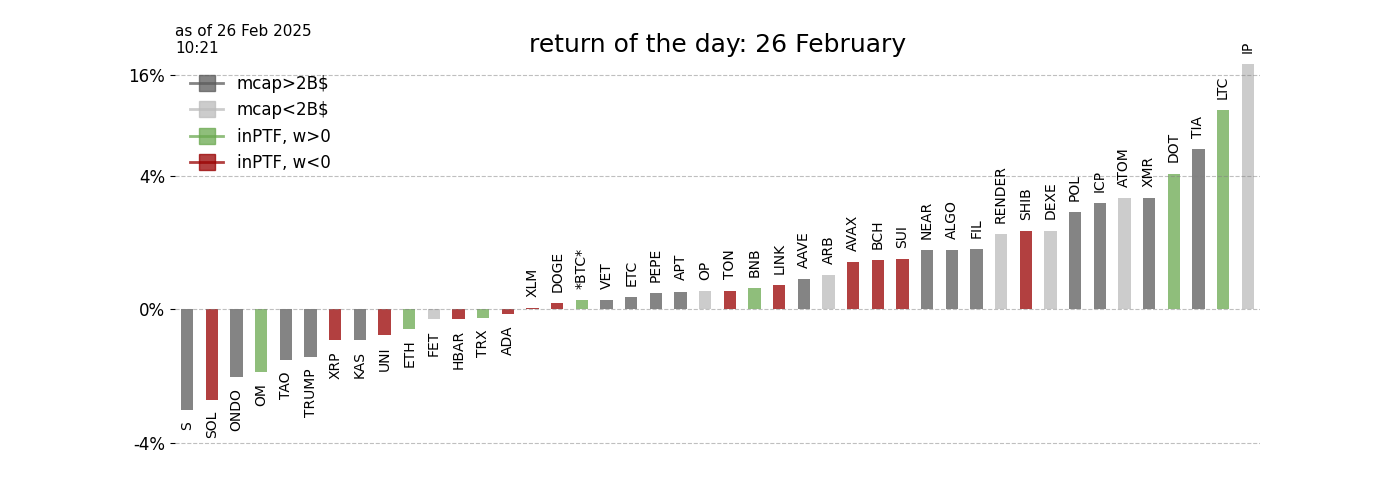 as of 26 Feb 2025
10:21
return of the day: 26 February
16%
4%
0%
-4%
mcap>2B$
mcap<2B$
inPTF, w>0
inPTF, w<0
S
SOL
ONDO
OM
TAO
TRUMP
XRP
KAS
UNI
ETH
FET
HBAR
TRX
ADA
XLM
DOGE
*BTC*
VET
ETC
PEPE
APT
OP
TON
BNB
LINK
AAVE
ARB
AVAX
BCH
SUI
NEAR
ALGO
FIL
RENDER
SHIB
DEXE
POL
ICP
ATOM
XMR
DOT
TIA
LTC
IP